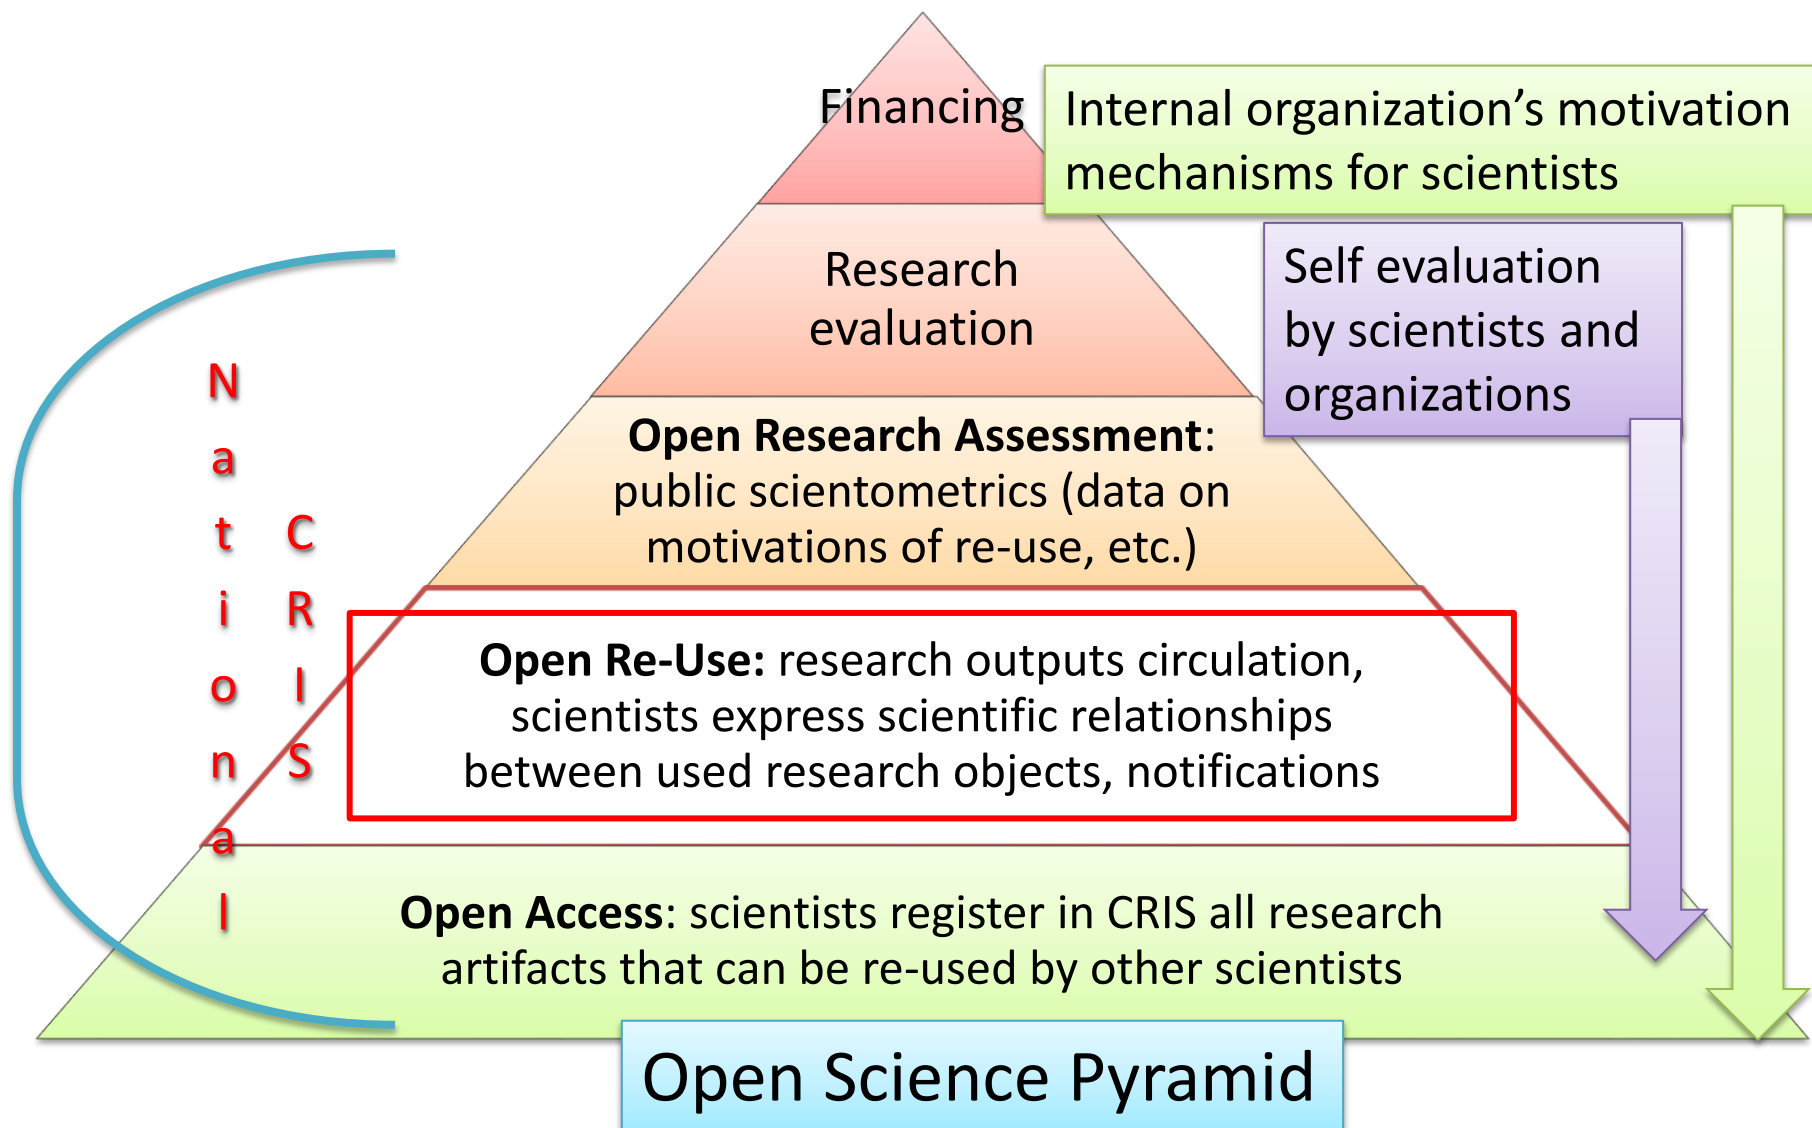 Financing
Internal organization’s motivation
mechanisms for scientists
Research
evaluation
Self evaluation
by scientists and
organizations
National
CRIS
Open Research Assessment:
public scientometrics (data on
motivations of re-use, etc.)
Open Re-Use: research outputs circulation,
scientists express scientific relationships
between used research objects, notifications
Open Access: scientists register in CRIS all research
artifacts that can be re-used by other scientists
Open Science Pyramid